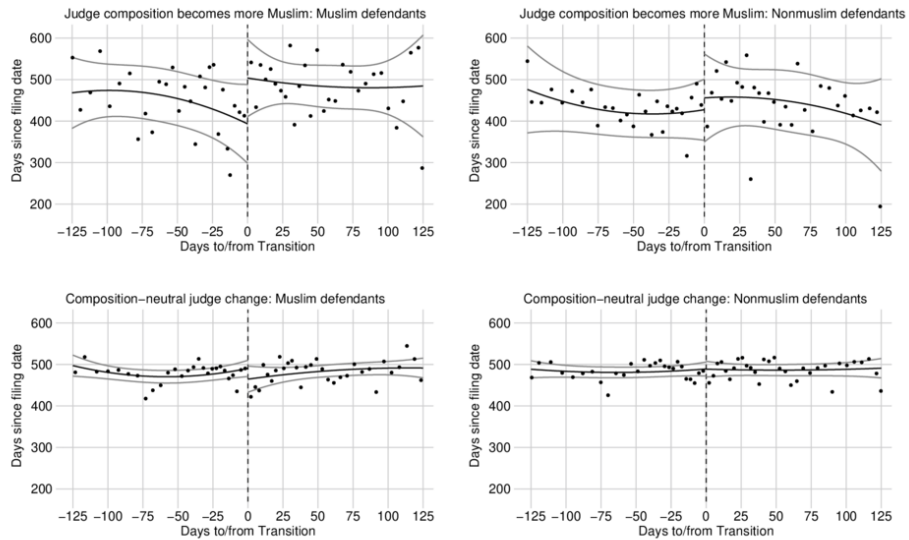 Judge composition becomes more Muslim: Muslim defendants
Days since filing date
600
500
400
300
200
−125 −100 −75 −50 −25 0 25 50 75 100 125
Days to/from Transition
Judge composition becomes more Muslim: Nonmuslim defendants
Days since filing date
600
500
400
300
200
−125 −100 −75 −50 −25 0 25 50 75 100 125
Days to/from Transition
Composition−neutral judge change: Muslim defendants
Days since filing date
600
500
400
300
200
−125 −100 −75 −50 −25 0 25 50 75 100 125
Days to/from Transition
Composition−neutral judge change: Nonmuslim defendants
Days since filing date
600
500
400
300
200
−125 −100 −75 −50 −25 0 25 50 75 100 125
Days to/from Transition